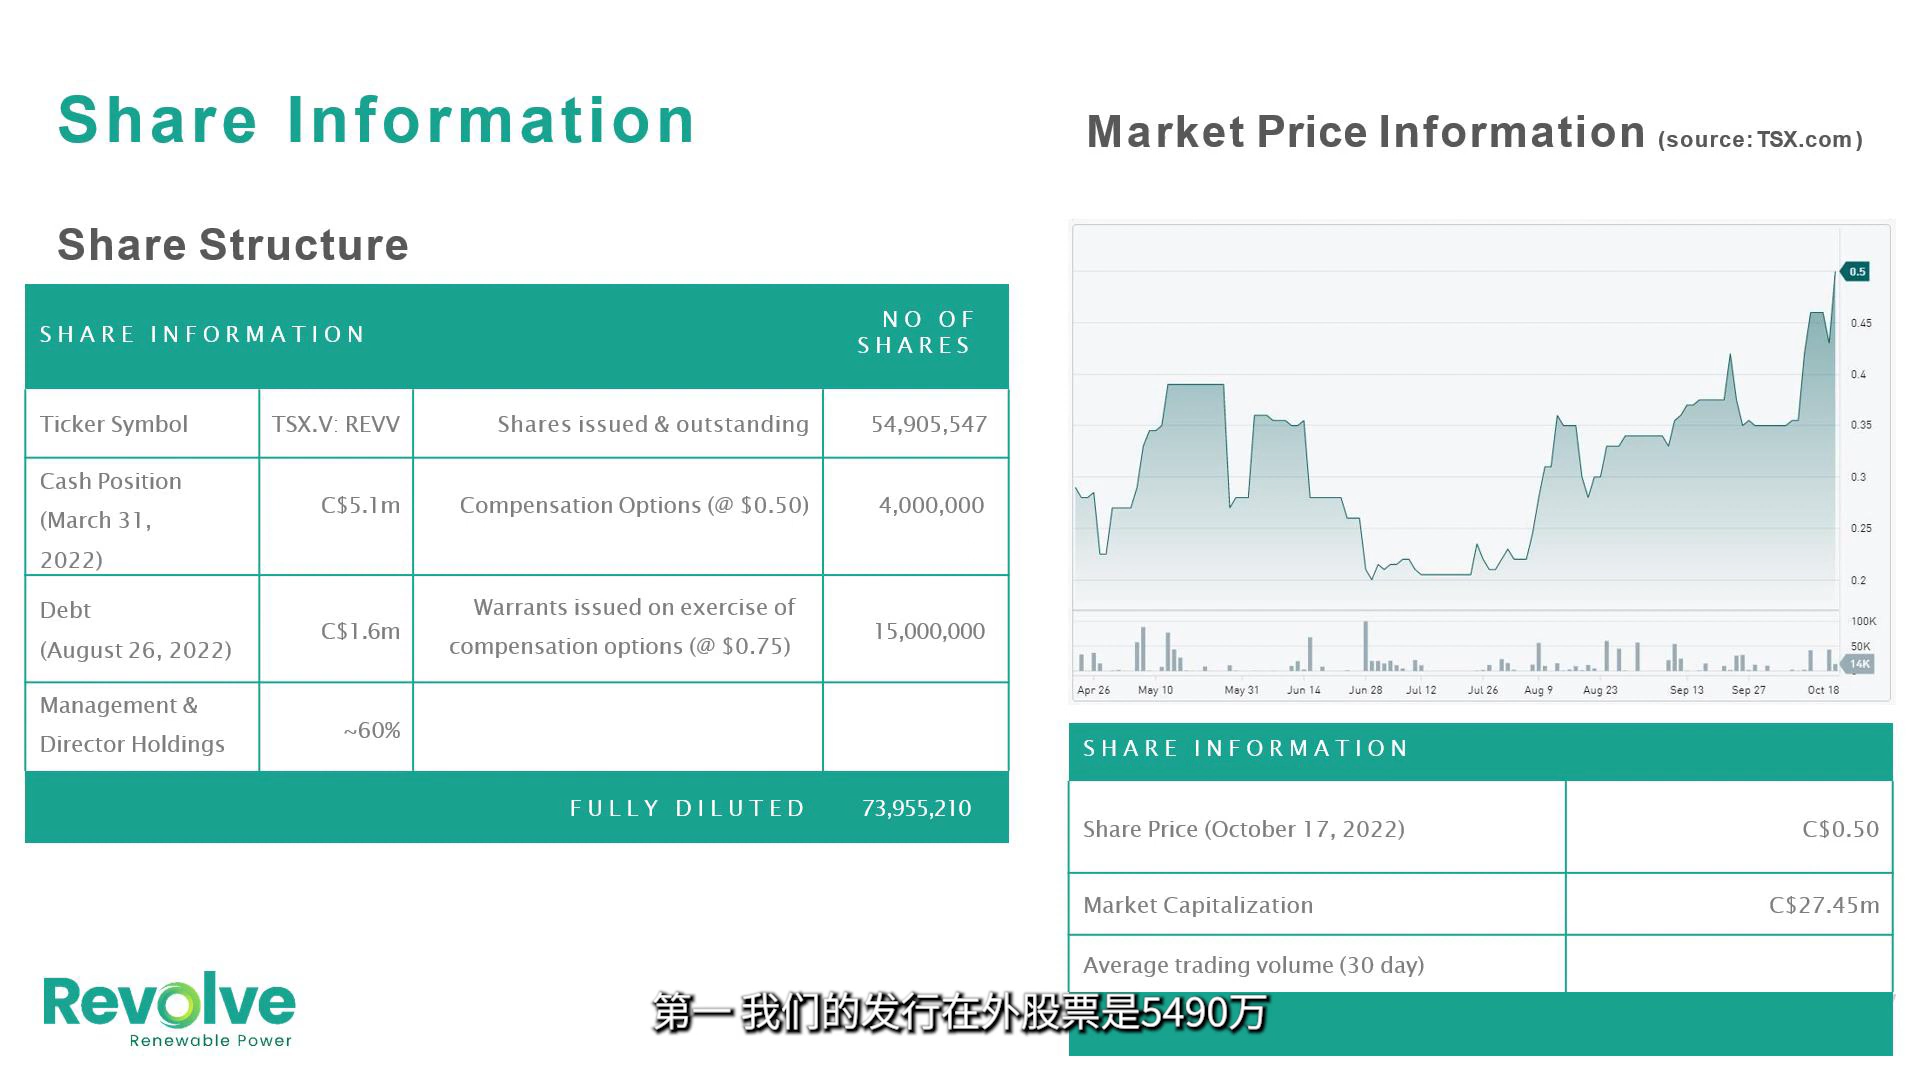 Share Information
Market Price Information (source: TSX.com)
Share Structure
SHARE INFORMATION
NO OF
SHARES
Ticker Symbol
TSX.V: REVV
Shares issued & outstanding
54,905,547
Cash Position
(March 31,
2022)
C$5.1m
Compensation Options (@ $0.50)
4,000,000
Debt
(August 26, 2022)
C$1.6m
Warrants issued on exercise of
compensation options (@ $0.75)
15,000,000
Management &
Director Holdings
~60%
FULLY DILUTED
73,955,210
0.5
0.45
0.4
0.35
0.3
0.25
0.2
100K
50K
14K
Apr 26
May 10
May 31
Jun 14
Jun 28
Jul 12
Jul 26
Aug 9
Aug 23
Sep 13
Sep 27
Oct 18
SHARE INFORMATION
Share Price (October 17, 2022)
C$0.50
Market Capitalization
C$27.45m
Average trading volume (30 day)
Revolve
Renewable Power
第一 我们的发行在外股票是5490万